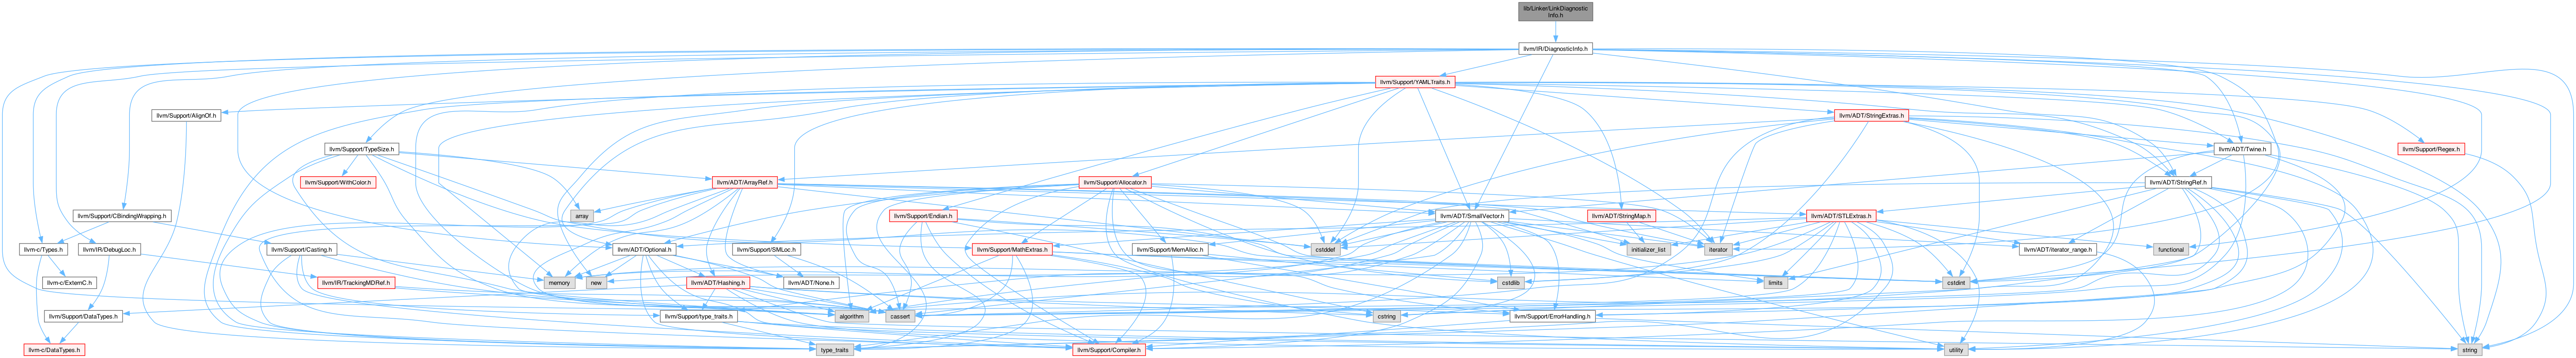 lib/Linker/LinkDiagnostic
Info.h
llvm/IR/DiagnosticInfo.h
llvm/Support/YAMLTraits.h
llvm/Support/AlignOf.h
llvm/ADT/StringExtras.h
llvm/Support/TypeSize.h
llvm/ADT/Twine.h
llvm/Support/Regex.h
llvm/Support/WithColor.h
llvm/ADT/ArrayRef.h
llvm/Support/Allocator.h
llvm/ADT/StringRef.h
llvm/Support/CBindingWrapping.h
array
llvm/Support/Endian.h
llvm/ADT/SmallVector.h
llvm/ADT/StringMap.h
llvm/ADT/STLExtras.h
llvm-c/Types.h
llvm/IR/DebugLoc.h
llvm/Support/Casting.h
llvm/ADT/Optional.h
llvm/Support/SMLoc.h
llvm/Support/MathExtras.h
llvm/Support/MemAlloc.h
cstddef
initializer_list
iterator
llvm/ADT/iterator_range.h
functional
llvm-c/ExternC.h
llvm/IR/TrackingMDRef.h
memory
new
llvm/ADT/Hashing.h
llvm/ADT/None.h
cstdlib
limits
cstdint
llvm/Support/DataTypes.h
llvm/Support/type_traits.h
algorithm
cassert
cstring
llvm/Support/ErrorHandling.h
llvm-c/DataTypes.h
type_traits
llvm/Support/Compiler.h
utility
string